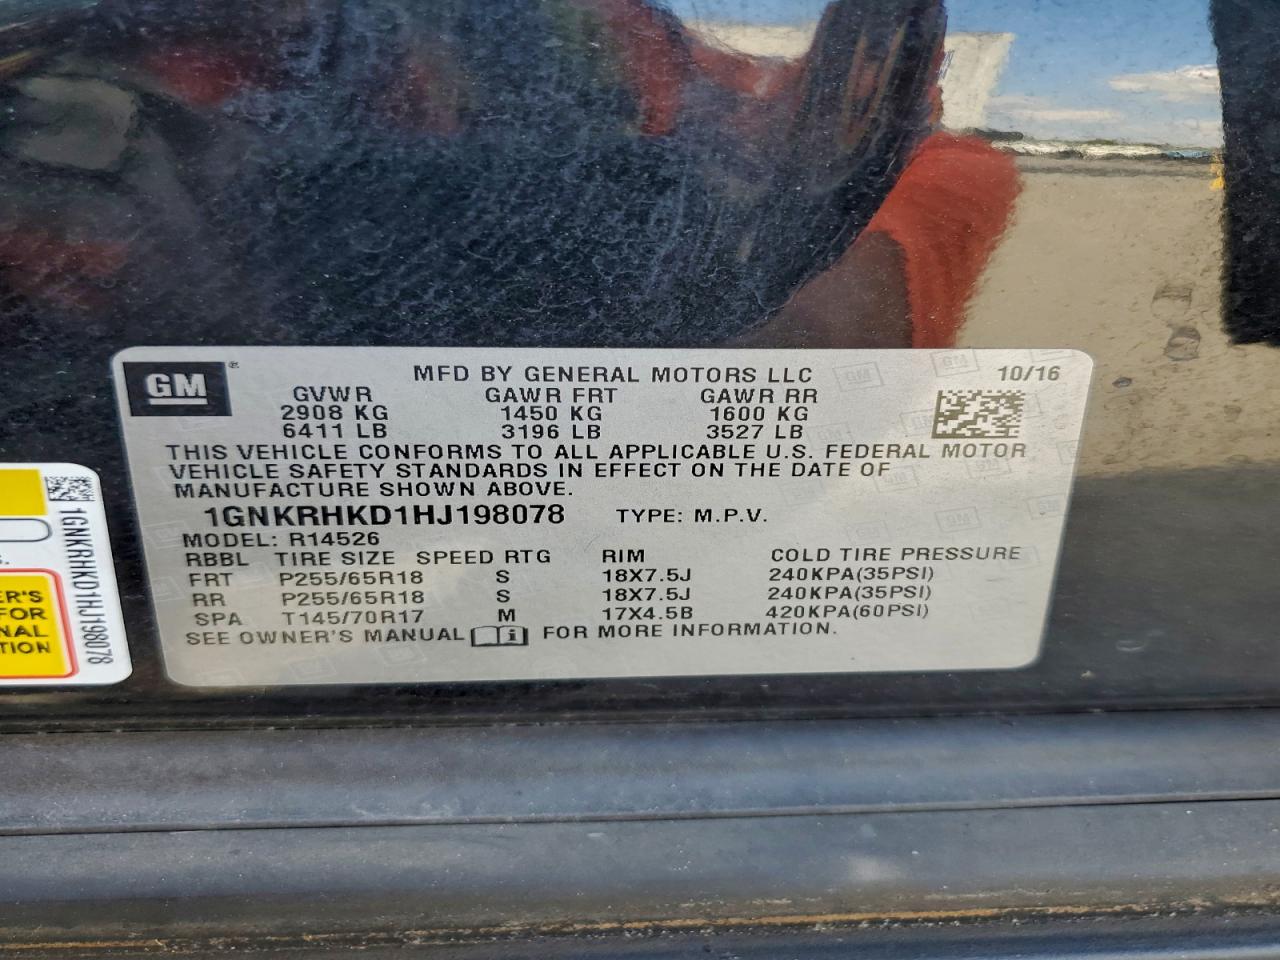 GM®
MFD BY GENERAL MOTORS LLC 10/16
GVWR GAWR FRT GAWR RR
2908 KG 1450 KG 1600 KG
6411 LB 3196 LB 3527 LB
THIS VEHICLE CONFORMS TO ALL APPLICABLE U.S. FEDERAL MOTOR
VEHICLE SAFETY STANDARDS IN EFFECT ON THE DATE OF
MANUFACTURE SHOWN ABOVE.
1GNKRHKD1HJ198078 TYPE: M.P.V.
MODEL: R14526
RBBL TIRE SIZE SPEED RTG RIM COLD TIRE PRESSURE
FRT P255/65R18 S 18X7.5J 240KPA(35PSI)
RR P255/65R18 S 18X7.5J 240KPA(35PSI)
SPA T145/70R17 M 17X4.5B 420KPA(60PSI)
SEE OWNER'S MANUAL i FOR MORE INFORMATION.
1GNKRHKD1HJ198078
ER'S
FOR
NAL
TION